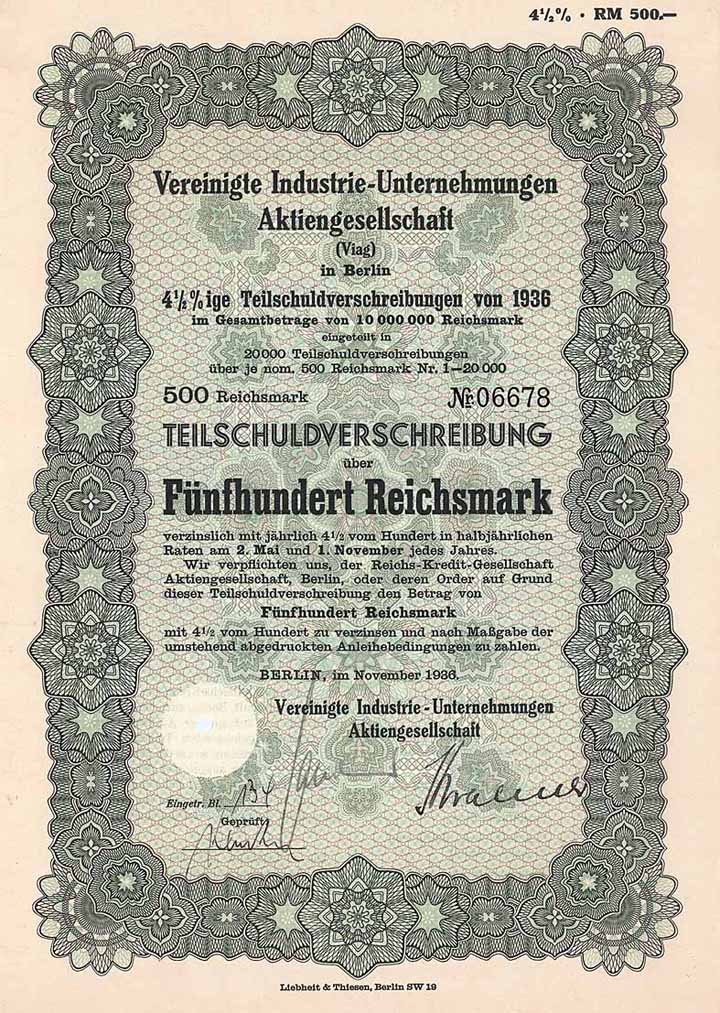 4½% · RM 500.—
Vereinigte Industrie-Unternehmungen
Aktiengesellschaft
(Viag)
in Berlin
4½%ige Teilschuldverschreibungen von 1936
im Gesamtbetrage von 10 000 000 Reichsmark
eingeteilt in
20 000 Teilschuldverschreibungen
über je nom. 500 Reichsmark Nr. 1—20 000
500 Reichsmark № 06678
TEILSCHULDVERSCHREIBUNG
über
Fünfhundert Reichsmark
verzinslich mit jährlich 4½ vom Hundert in halbjährlichen
Raten am 2. Mai und 1. November jedes Jahres.
Wir verpflichten uns, der Reichs-Kredit-Gesellschaft
Aktiengesellschaft, Berlin, oder deren Order auf Grund
dieser Teilschuldverschreibung den Betrag von
Fünfhundert Reichsmark
mit 4½ vom Hundert zu verzinsen und nach Maßgabe der
umstehend abgedruckten Anleihebedingungen zu zahlen.
BERLIN, im November 1936.
Vereinigte Industrie-Unternehmungen
Aktiengesellschaft
Eingetr. Bl. 134
Geprüft:
Liebheit & Thiesen, Berlin SW 19